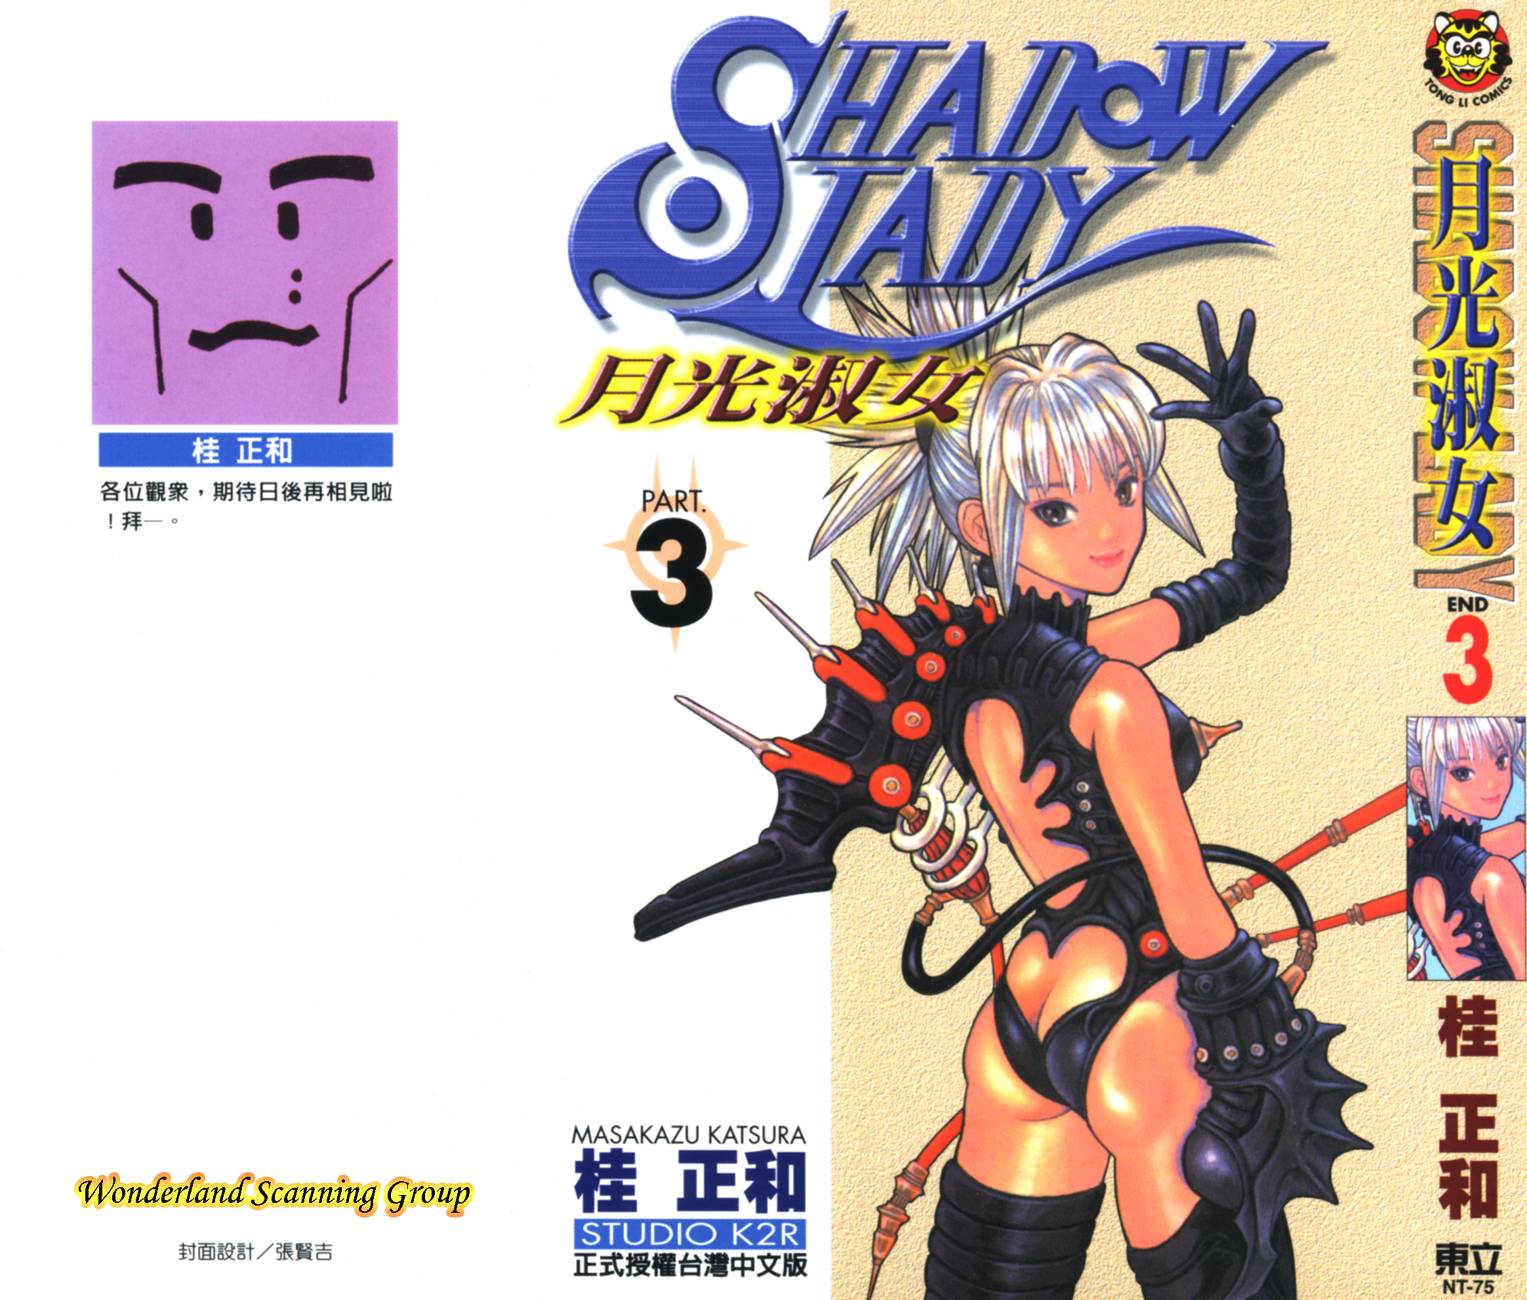 桂 正和
各位觀衆，期待日後再相見啦
！拜─。
Wonderland Scanning Group
封面設計／張賢吉
SHADOW
LADY
月光淑女
PART.
3
MASAKAZU KATSURA
桂 正和
STUDIO K2R
正式授權台灣中文版
TONG LI COMICS
SHADOW LADY
月光淑女
END
3
桂 正和
東立
NT-75